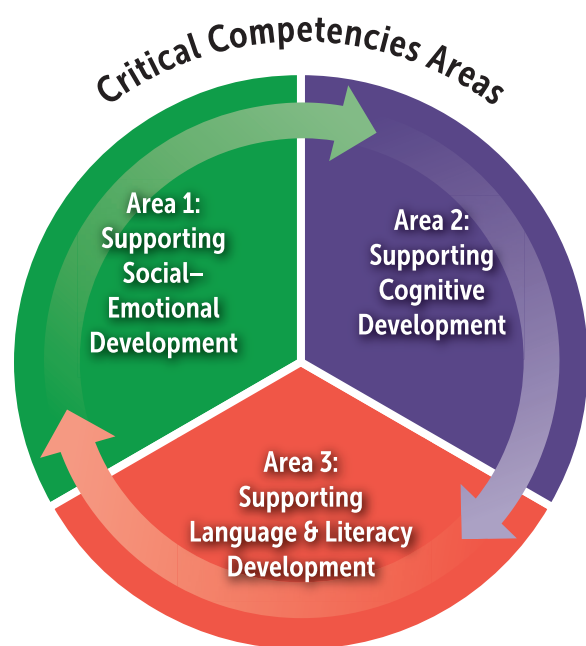 Critical Competencies Areas
Area 1:
Supporting
Social–
Emotional
Development
Area 2:
Supporting
Cognitive
Development
Area 3:
Supporting
Language & Literacy
Development